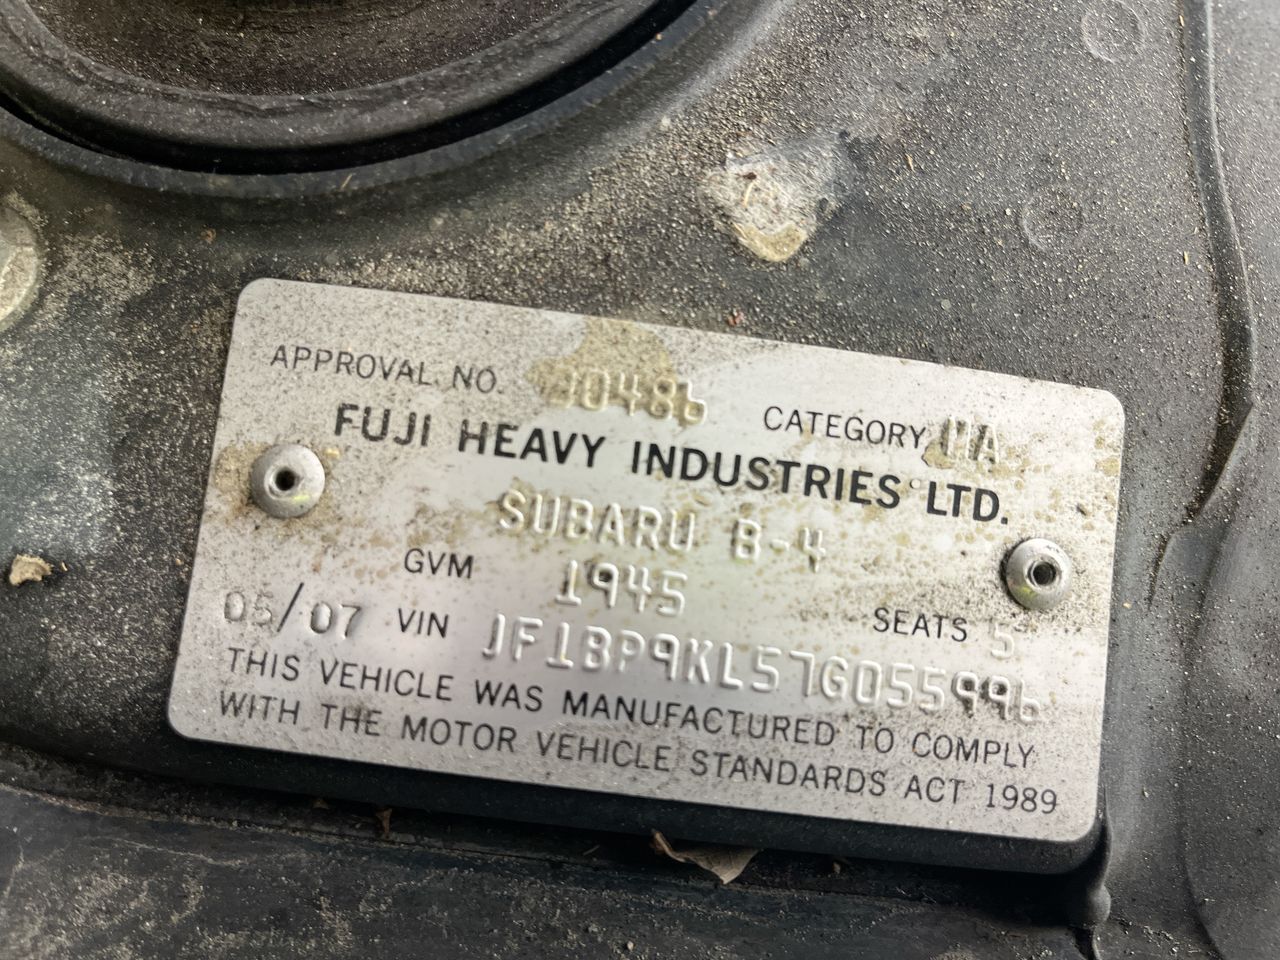 APPROVAL NO. 30486 CATEGORY MA
FUJI HEAVY INDUSTRIES LTD.
SUBARU B-4
GVM 1945 SEATS 5
05/07 VIN JF1BP9KL57G055996
THIS VEHICLE WAS MANUFACTURED TO COMPLY
WITH THE MOTOR VEHICLE STANDARDS ACT 1989